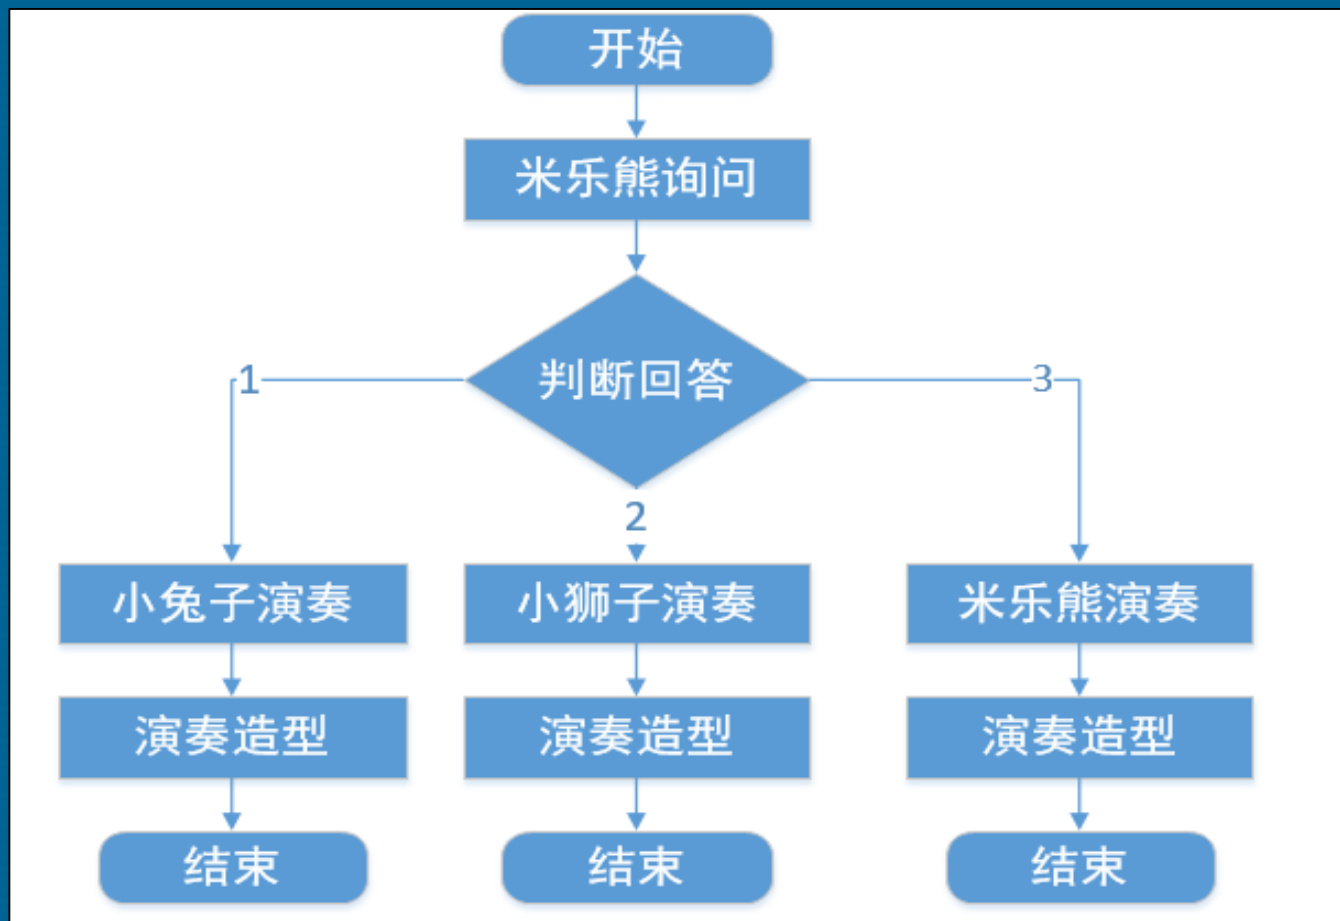 开始
米乐熊询问
判断回答
1
2
3
小兔子演奏
小狮子演奏
米乐熊演奏
演奏造型
演奏造型
演奏造型
结束
结束
结束